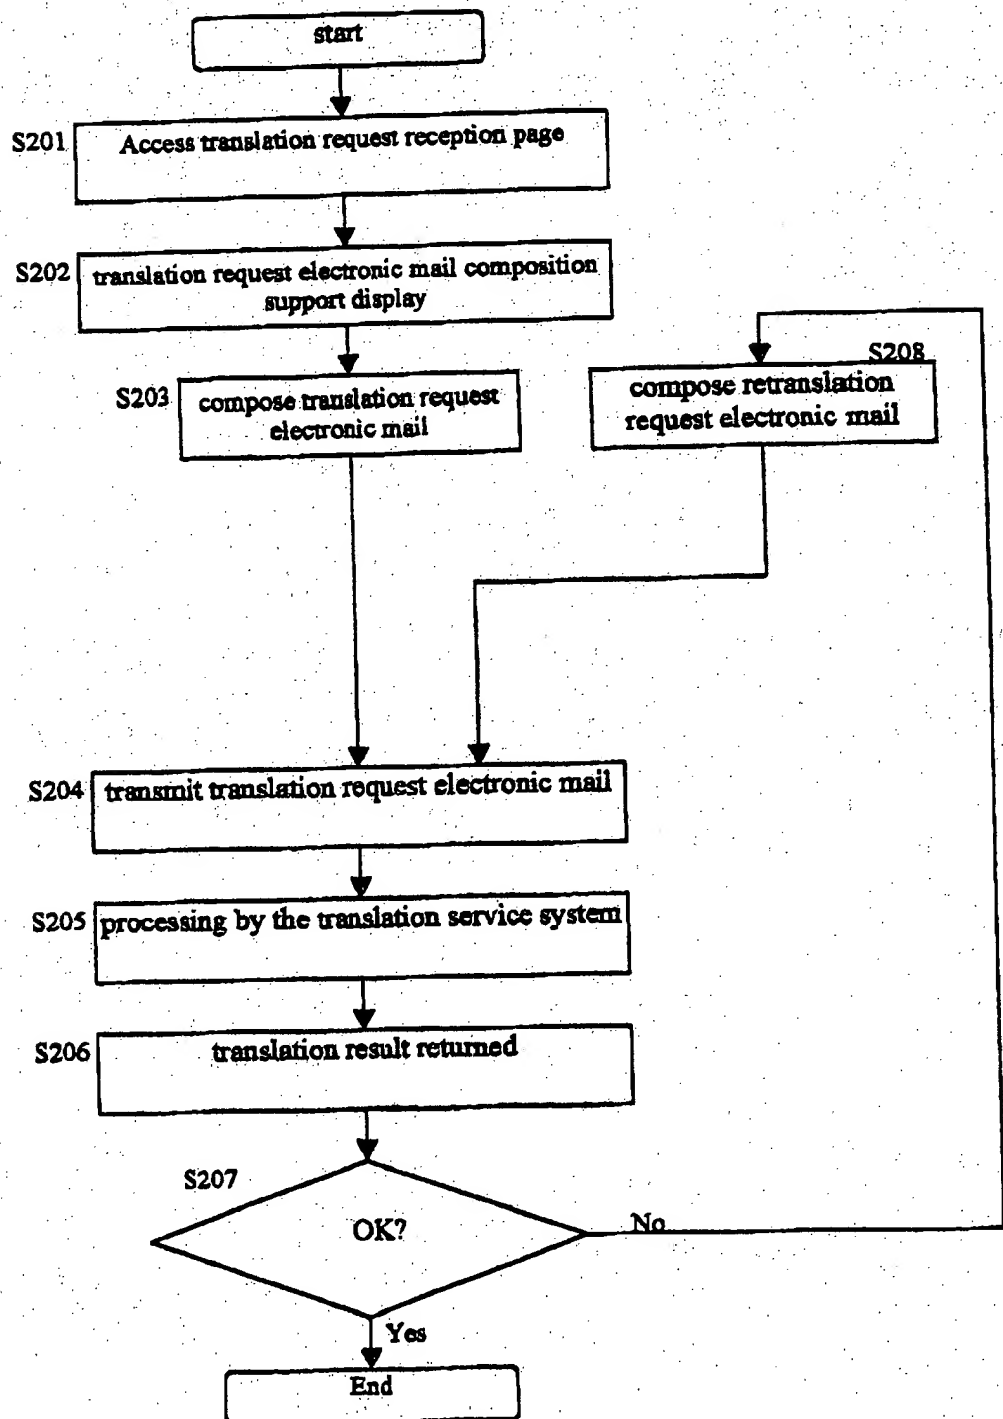 start
S201
Access translation request reception page
S202
translation request electronic mail composition
support display
S203
compose translation request
electronic mail
S208
compose retranslation
request electronic mail
S204
transmit translation request electronic mail
S205
processing by the translation service system
S206
translation result returned
S207
OK?
No
Yes
End